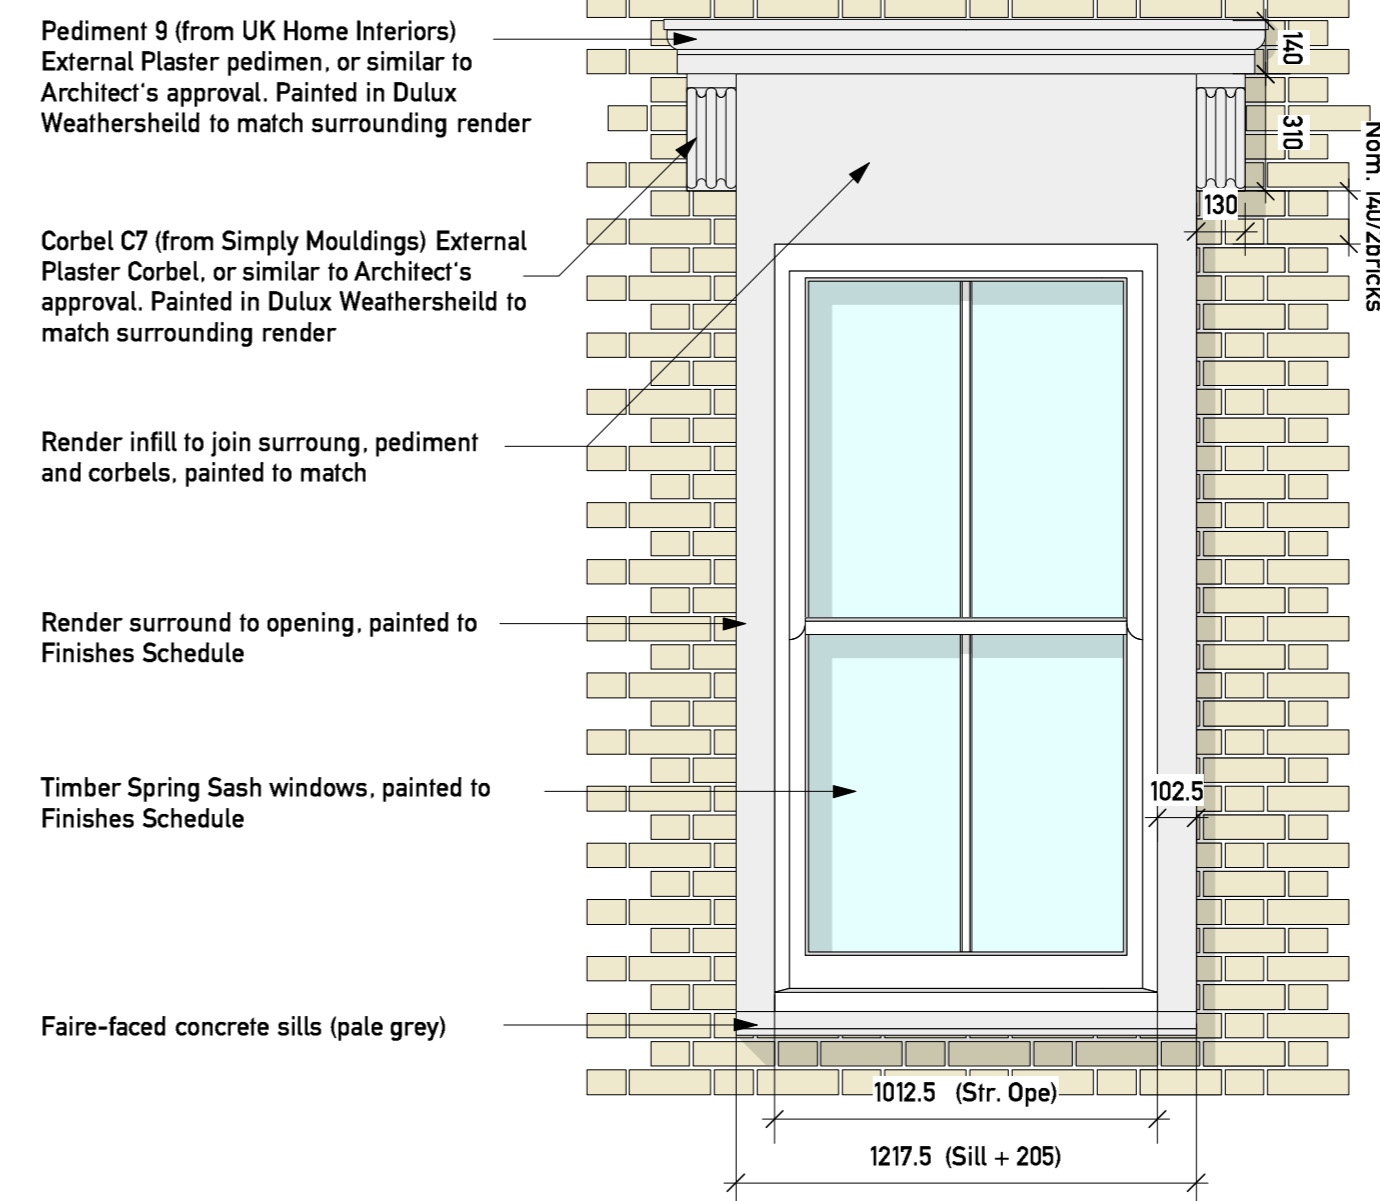 Pediment 9 (from UK Home Interiors)
External Plaster pedimen, or similar to
Architect's approval. Painted in Dulux
Weathersheild to match surrounding render
140
310
Nom. 140/2bricks
130
Corbel C7 (from Simply Mouldings) External
Plaster Corbel, or similar to Architect's
approval. Painted in Dulux Weathersheild to
match surrounding render
Render infill to join surroung, pediment
and corbels, painted to match
Render surround to opening, painted to
Finishes Schedule
Timber Spring Sash windows, painted to
Finishes Schedule
102.5
Faire-faced concrete sills (pale grey)
1012.5 (Str. Ope)
1217.5 (Sill + 205)